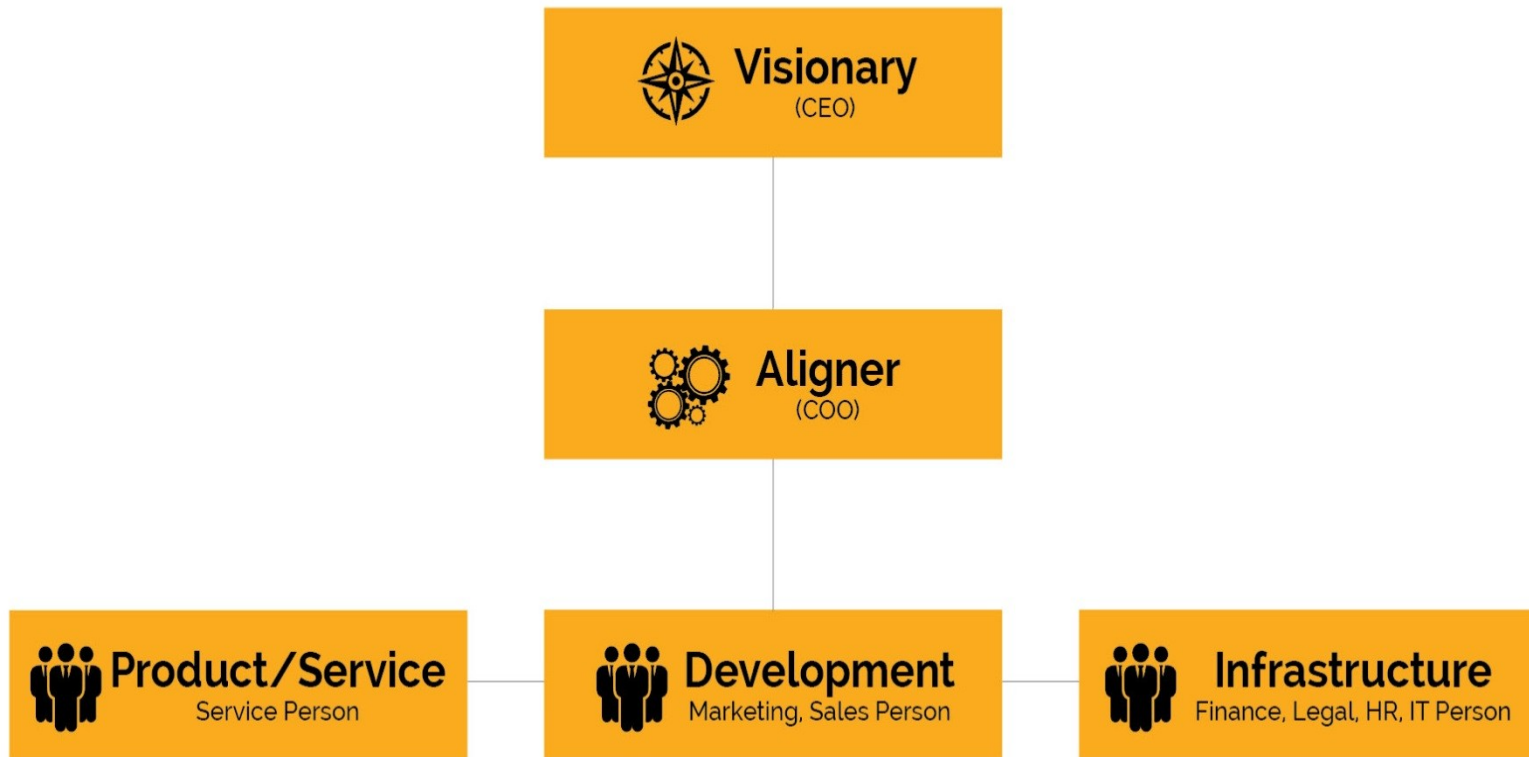 Visionary
(CEO)
Aligner
(COO)
Product/Service
Service Person
Development
Marketing, Sales Person
Infrastructure
Finance, Legal, HR, IT Person